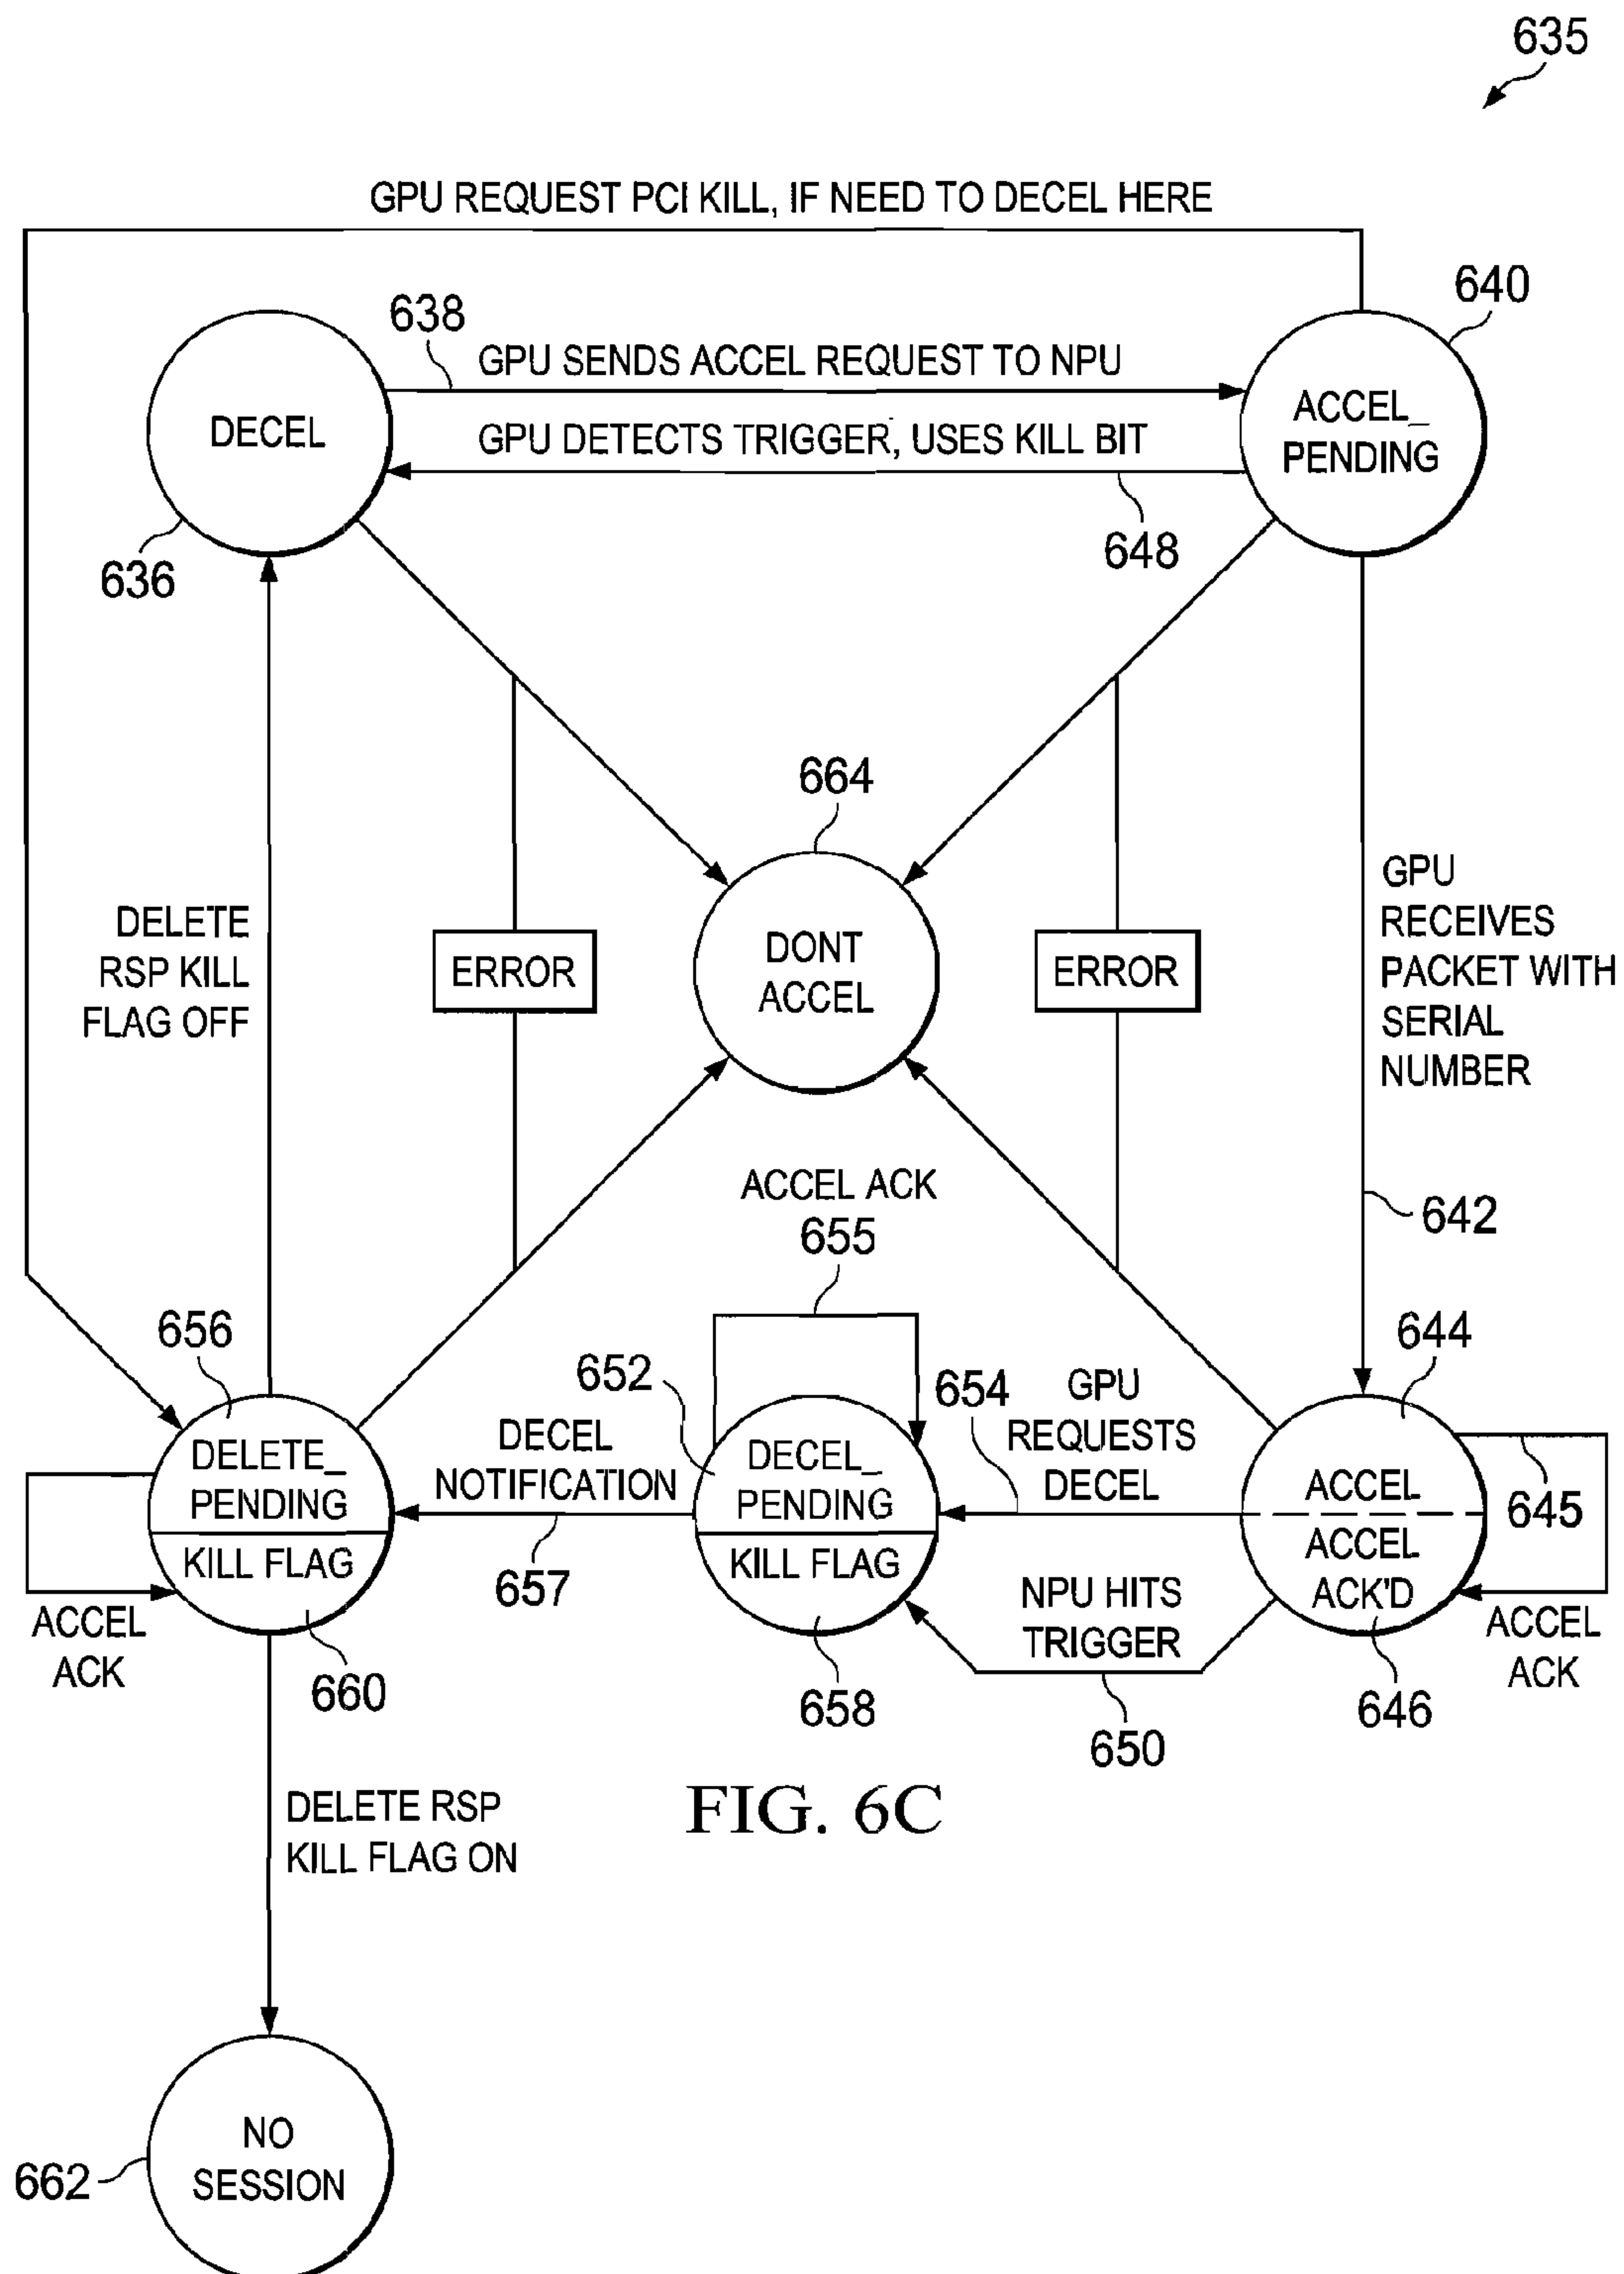 635
GPU REQUEST PCI KILL, IF NEED TO DECEL HERE
638
640
GPU SENDS ACCEL REQUEST TO NPU
DECEL
ACCEL_
PENDING
GPU DETECTS TRIGGER, USES KILL BIT
636
648
664
DELETE
RSP KILL
FLAG OFF
ERROR
DONT
ACCEL
ERROR
GPU
RECEIVES
PACKET WITH
SERIAL
NUMBER
642
ACCEL ACK
655
656
652
654
GPU
REQUESTS
DECEL
644
DELETE_
PENDING
KILL FLAG
DECEL
NOTIFICATION
657
DECEL_
PENDING
KILL FLAG
ACCEL
ACCEL
ACK'D
645
ACCEL
ACK
660
658
NPU HITS
TRIGGER
650
646
ACCEL
ACK
FIG. 6C
DELETE RSP
KILL FLAG ON
NO
SESSION
662